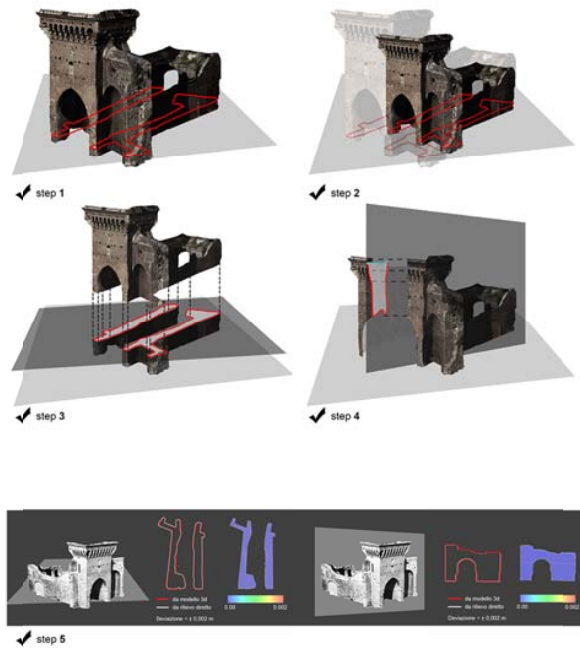 step 1
step 2
step 3
step 4
da modello 3d
da rilievo diretto
0.00
0.002
Deviazione = ± 0,002 m
da modello 3d
da rilievo diretto
0.00
0.002
Deviazione = ± 0,002 m
step 5